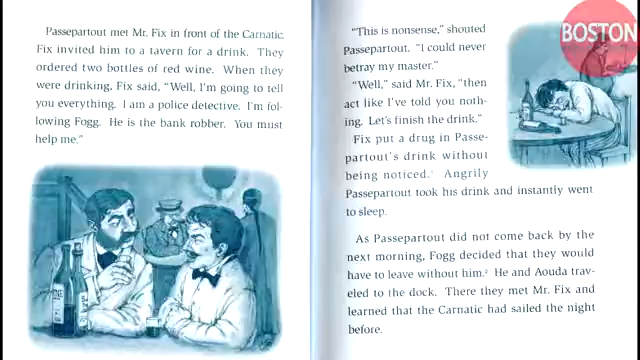 Passepartout met Mr. Fix in front of the Carnatic.
Fix invited him to a tavern for a drink. They
ordered two bottles of red wine. When they
were drinking, Fix said, "Well, I'm going to tell
you everything. I am a police detective. I'm fol-
lowing Fogg. He is the bank robber. You must
help me."
"This is nonsense," shouted
Passepartout. "I could never
betray my master."
"Well," said Mr. Fix, "then
act like I've told you noth-
ing. Let's finish the drink."
Fix put a drug in Passe-
partout's drink without
being noticed.¹ Angrily
Passepartout took his drink and instantly went
to sleep.
As Passepartout did not come back by the
next morning, Fogg decided that they would
have to leave without him.² He and Aouda trav-
eled to the dock. There they met Mr. Fix and
learned that the Carnatic had sailed the night
before.
BOSTON